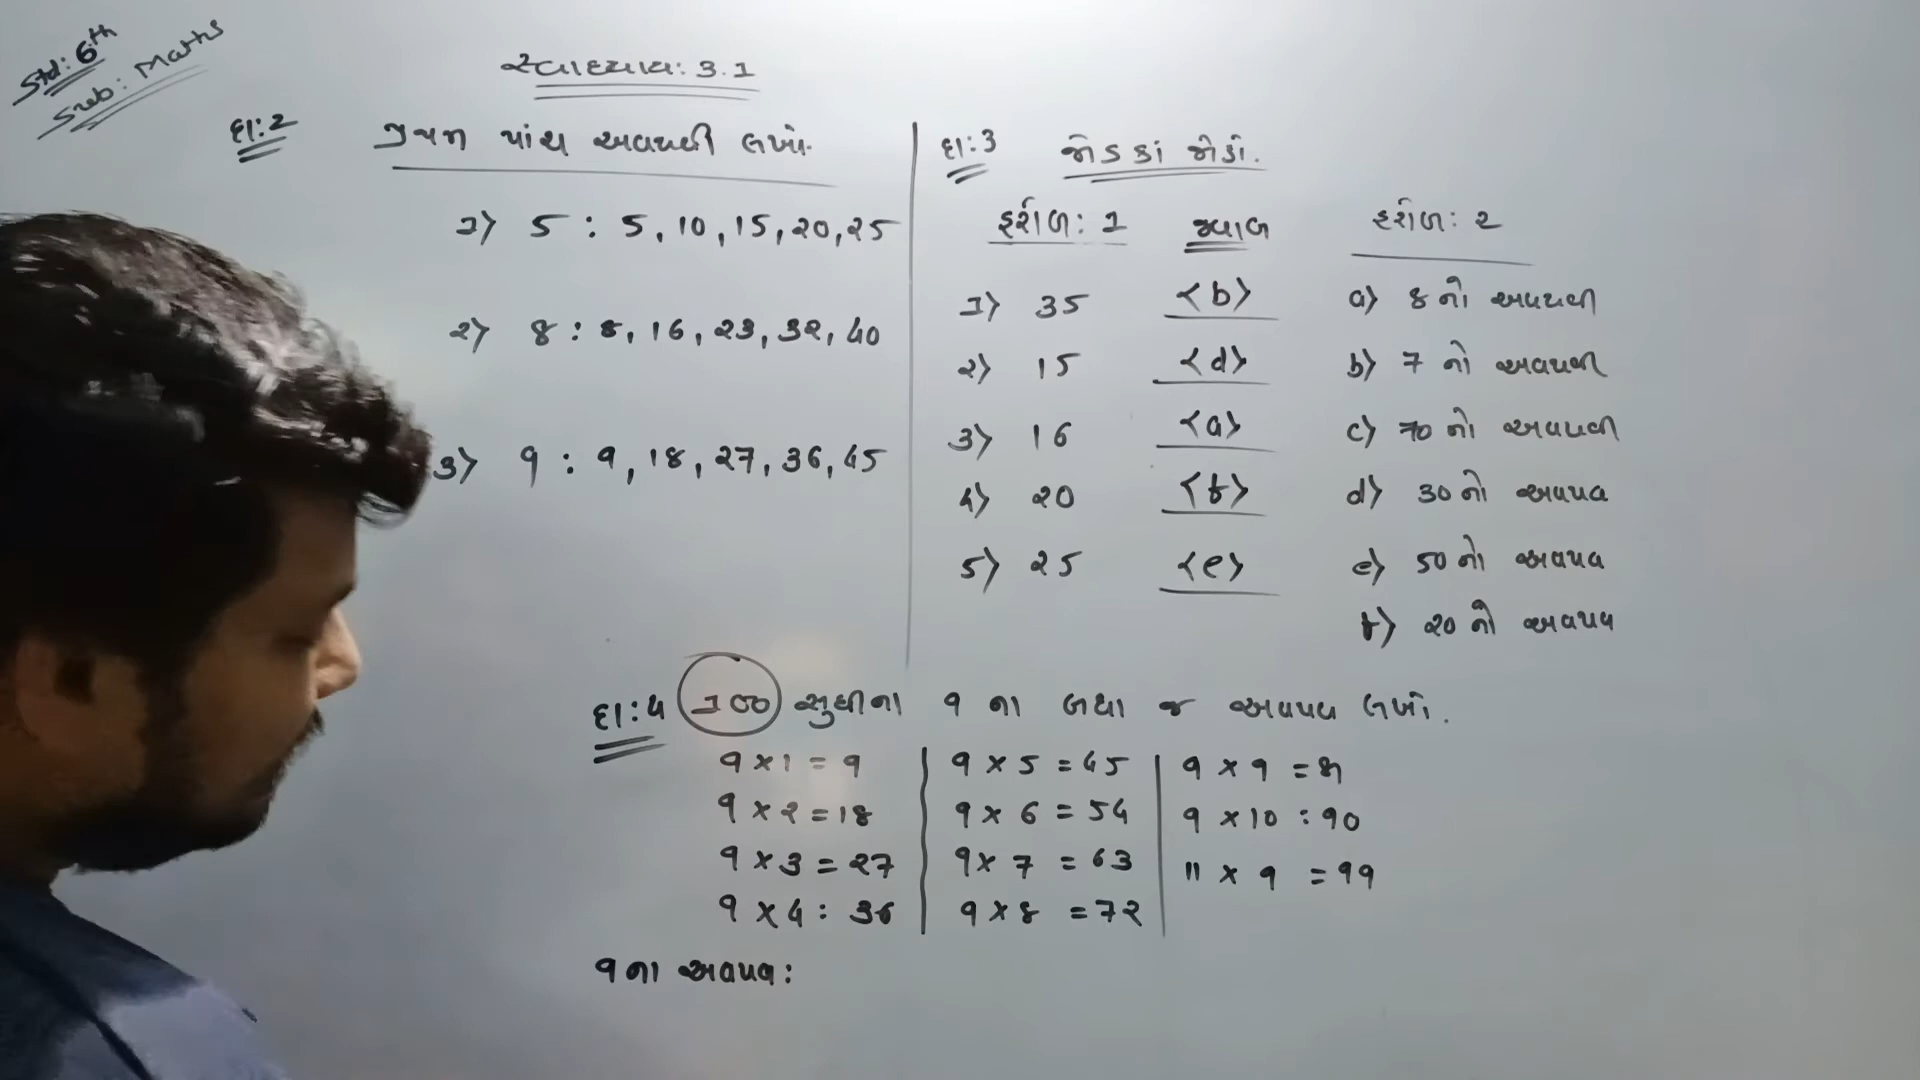 Std: 6th
Sub: Maths
સ્વાધ્યાય: 3.1
દા:2 પ્રથમ પાંચ અવયવી લખો.
1) 5 : 5, 10, 15, 20, 25
2) 8 : 8, 16, 23, 32, 40
3) 9 : 9, 18, 27, 36, 45
દા:3 જોડકાં જોડો.
કૉલમ: 1 જવાબ કૉલમ: 2
1) 35 <b> a) 8 નો અવયવી
2) 15 <d> b) 7 નો અવયવી
3) 16 <a> c) 70 નો અવયવી
4) 20 <f> d) 30 નો અવયવ
5) 25 <e> e) 50 નો અવયવ
f) 20 નો અવયવ
દા:4 100 સુધીના 9 ના બધા જ અવયવ લખો.
9 × 1 = 9 9 × 5 = 45 9 × 9 = 81
9 × 2 = 18 9 × 6 = 54 9 × 10 : 90
9 × 3 = 27 9 × 7 = 63 11 × 9 = 99
9 × 4 : 36 9 × 8 = 72
9 ના અવયવ :